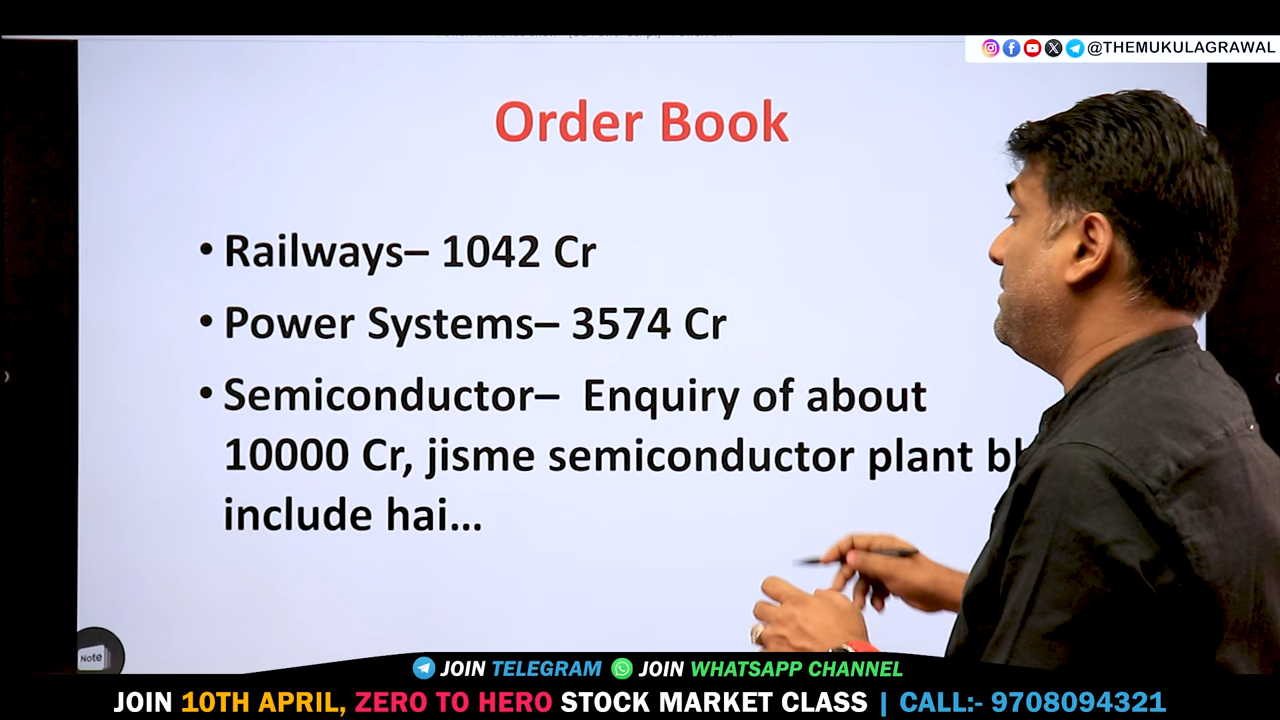 @THEMUKULAGRAWAL
Order Book
• Railways– 1042 Cr
• Power Systems– 3574 Cr
• Semiconductor– Enquiry of about
10000 Cr, jisme semiconductor plant
include hai...
Note
JOIN TELEGRAM JOIN WHATSAPP CHANNEL
JOIN 10TH APRIL, ZERO TO HERO STOCK MARKET CLASS | CALL:- 9708094321